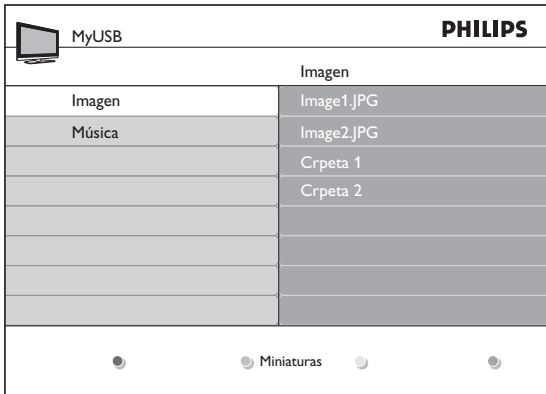 MyUSB
PHILIPS
Imagen
Imagen
Image1.JPG
Música
Image2.JPG
Crpeta 1
Crpeta 2
Miniaturas